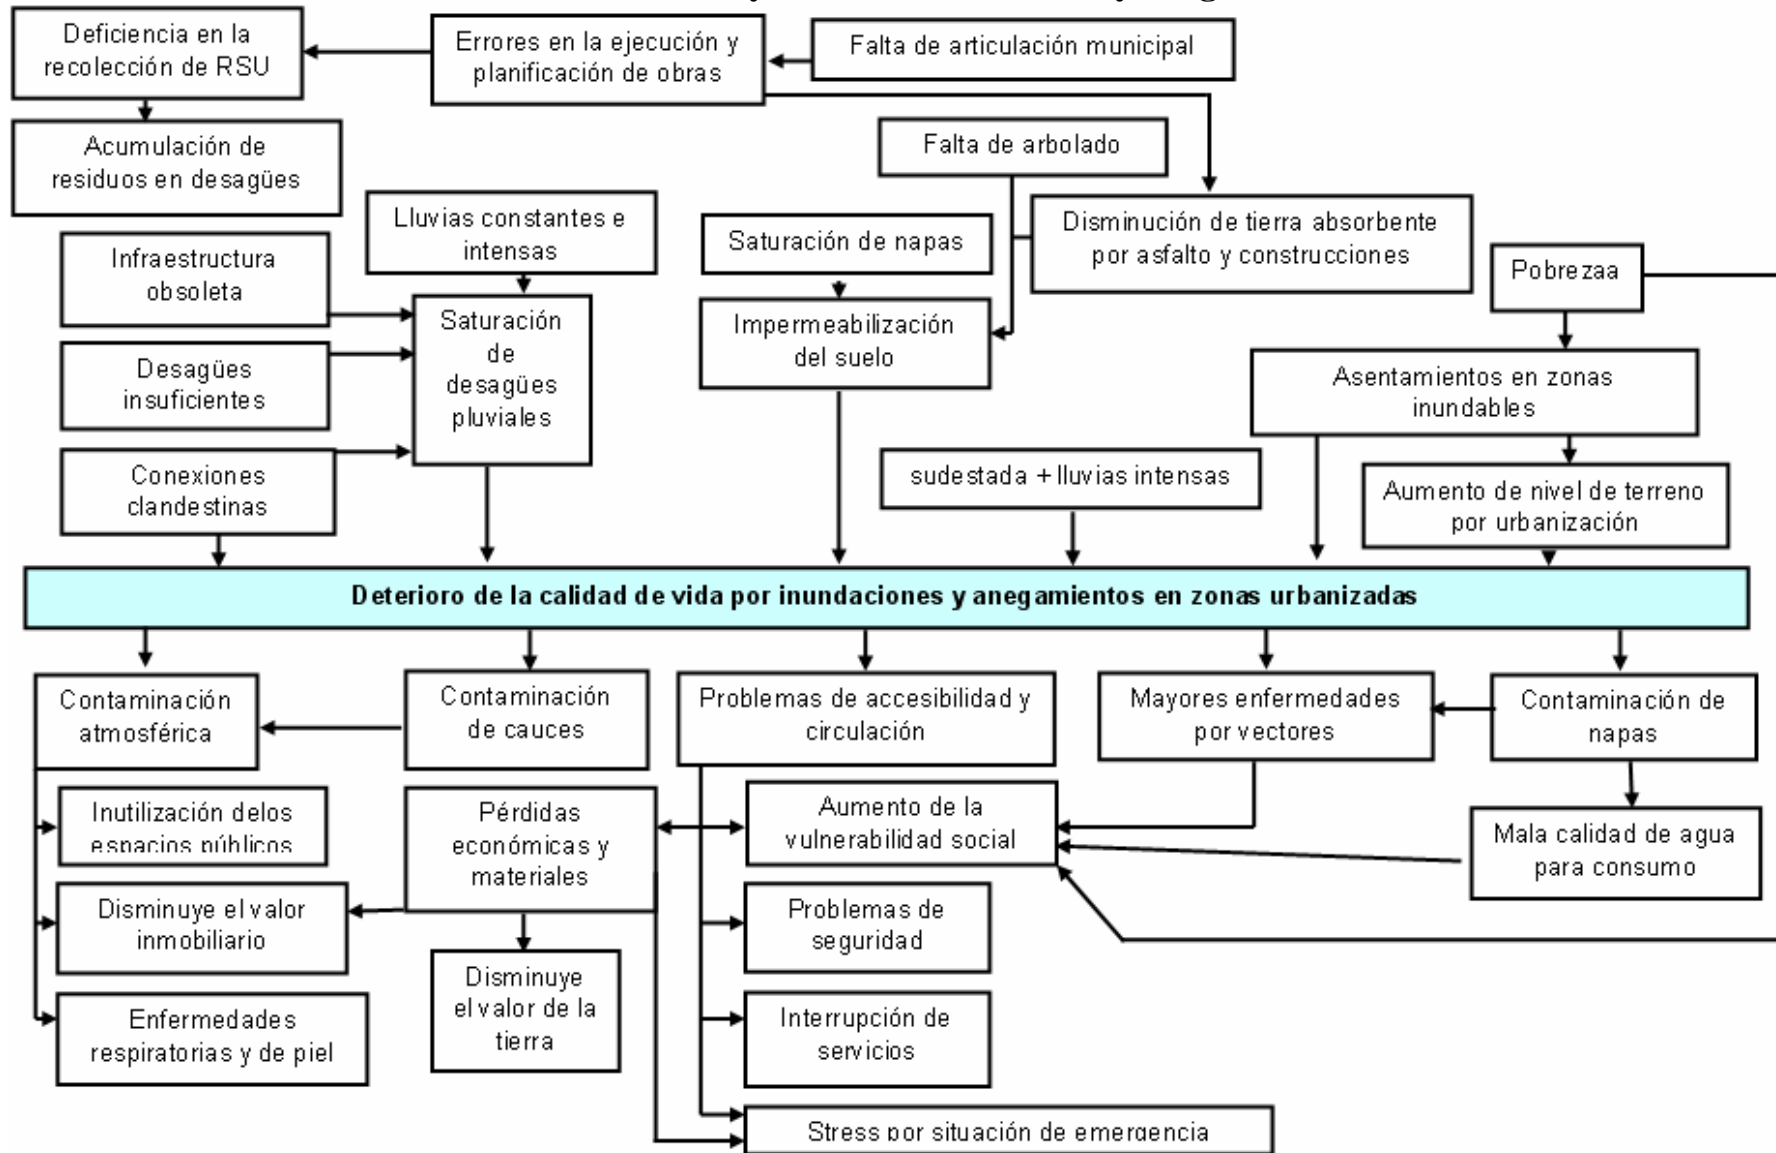 Deficiencia en la
recolección de RSU
Errores en la ejecución y
planificación de obras
Falta de articulación municipal
Acumulación de
residuos en desagües
Falta de arbolado
Lluvias constantes e
intensas
Saturación de napas
Disminución de tierra absorbente
por asfalto y construcciones
Infraestructura
obsoleta
Pobrezaa
Saturación
de
desagües
pluviales
Impermeabilización
del suelo
Desagües
insuficientes
Asentamientos en zonas
inundables
Conexiones
clandestinas
sudestada + lluvias intensas
Aumento de nivel de terreno
por urbanización
Deterioro de la calidad de vida por inundaciones y anegamientos en zonas urbanizadas
Contaminación
atmosférica
Contaminación
de cauces
Problemas de accesibilidad y
circulación
Mayores enfermedades
por vectores
Contaminación de
napas
Inutilización delos
espacios públicos
Pérdidas
económicas y
materiales
Aumento de la
vulnerabilidad social
Mala calidad de agua
para consumo
Disminuye el valor
inmobiliario
Problemas de
seguridad
Disminuye
el valor de la
tierra
Enfermedades
respiratorias y de piel
Interrupción de
servicios
Stress por situación de emergencia